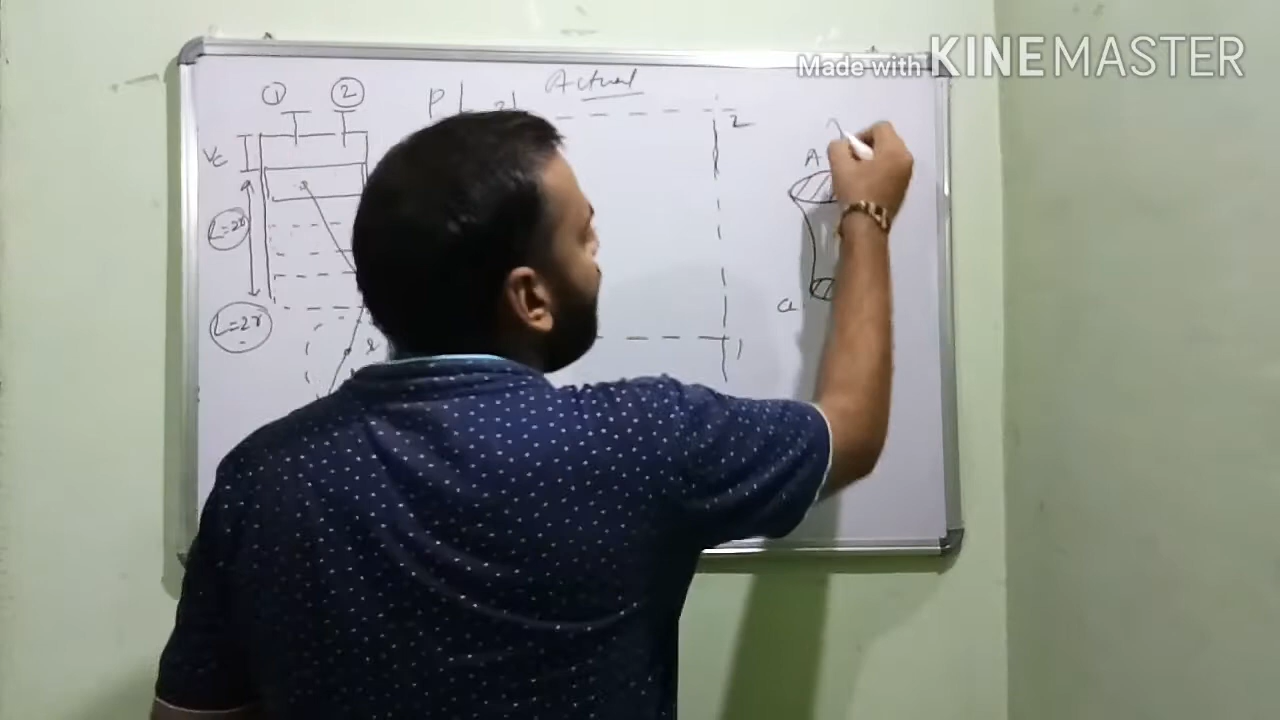 Made with KINEMASTER
Actual
① ②
P
2
Vc
A
L=2r
a
L=2r
1